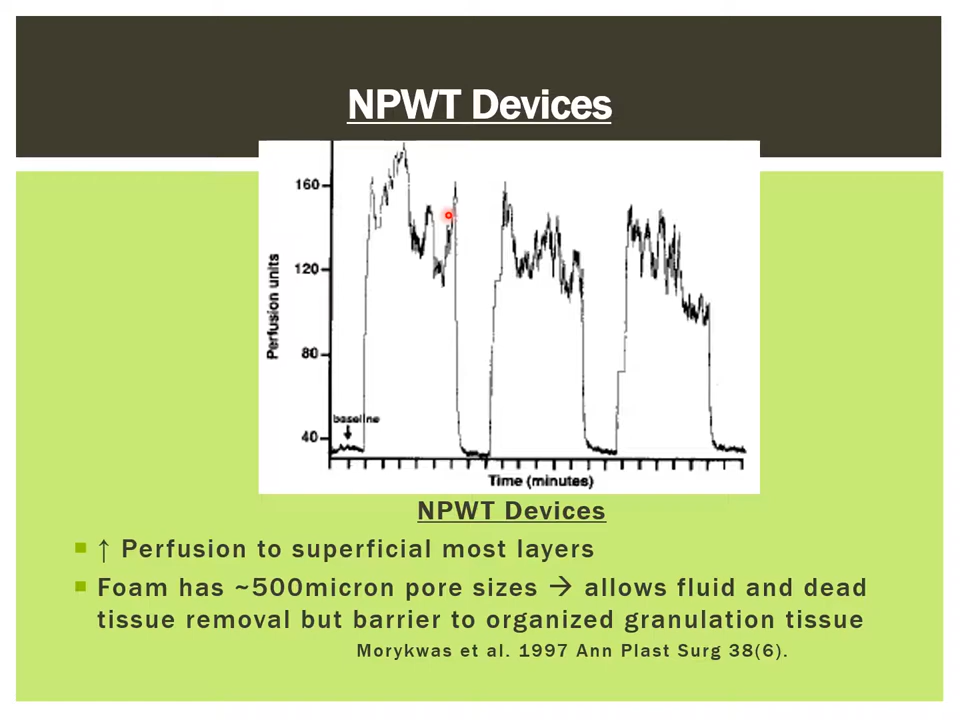 NPWT Devices
160
120
80
40
Perfusion units
baseline
Time (minutes)
NPWT Devices
↑ Perfusion to superficial most layers
Foam has ~500micron pore sizes → allows fluid and dead
tissue removal but barrier to organized granulation tissue
Morykwas et al. 1997 Ann Plast Surg 38(6).